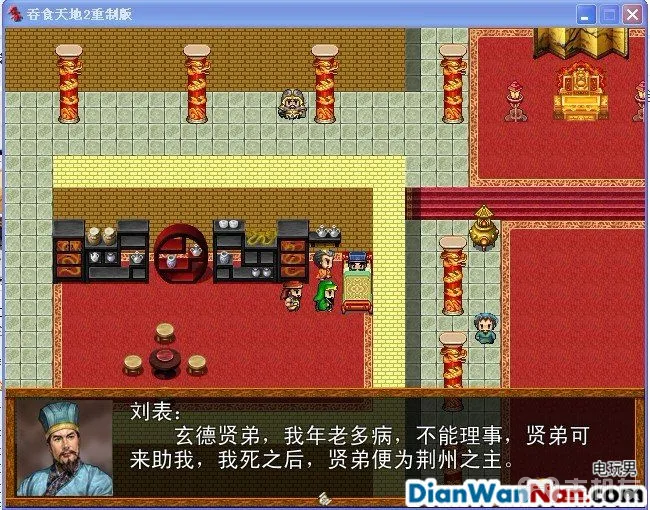 吞食天地2重制版
刘表：
玄德贤弟，我年老多病，不能理事，贤弟可
来助我，我死之后，贤弟便为荆州之主。
电玩男
DianWanNan.com